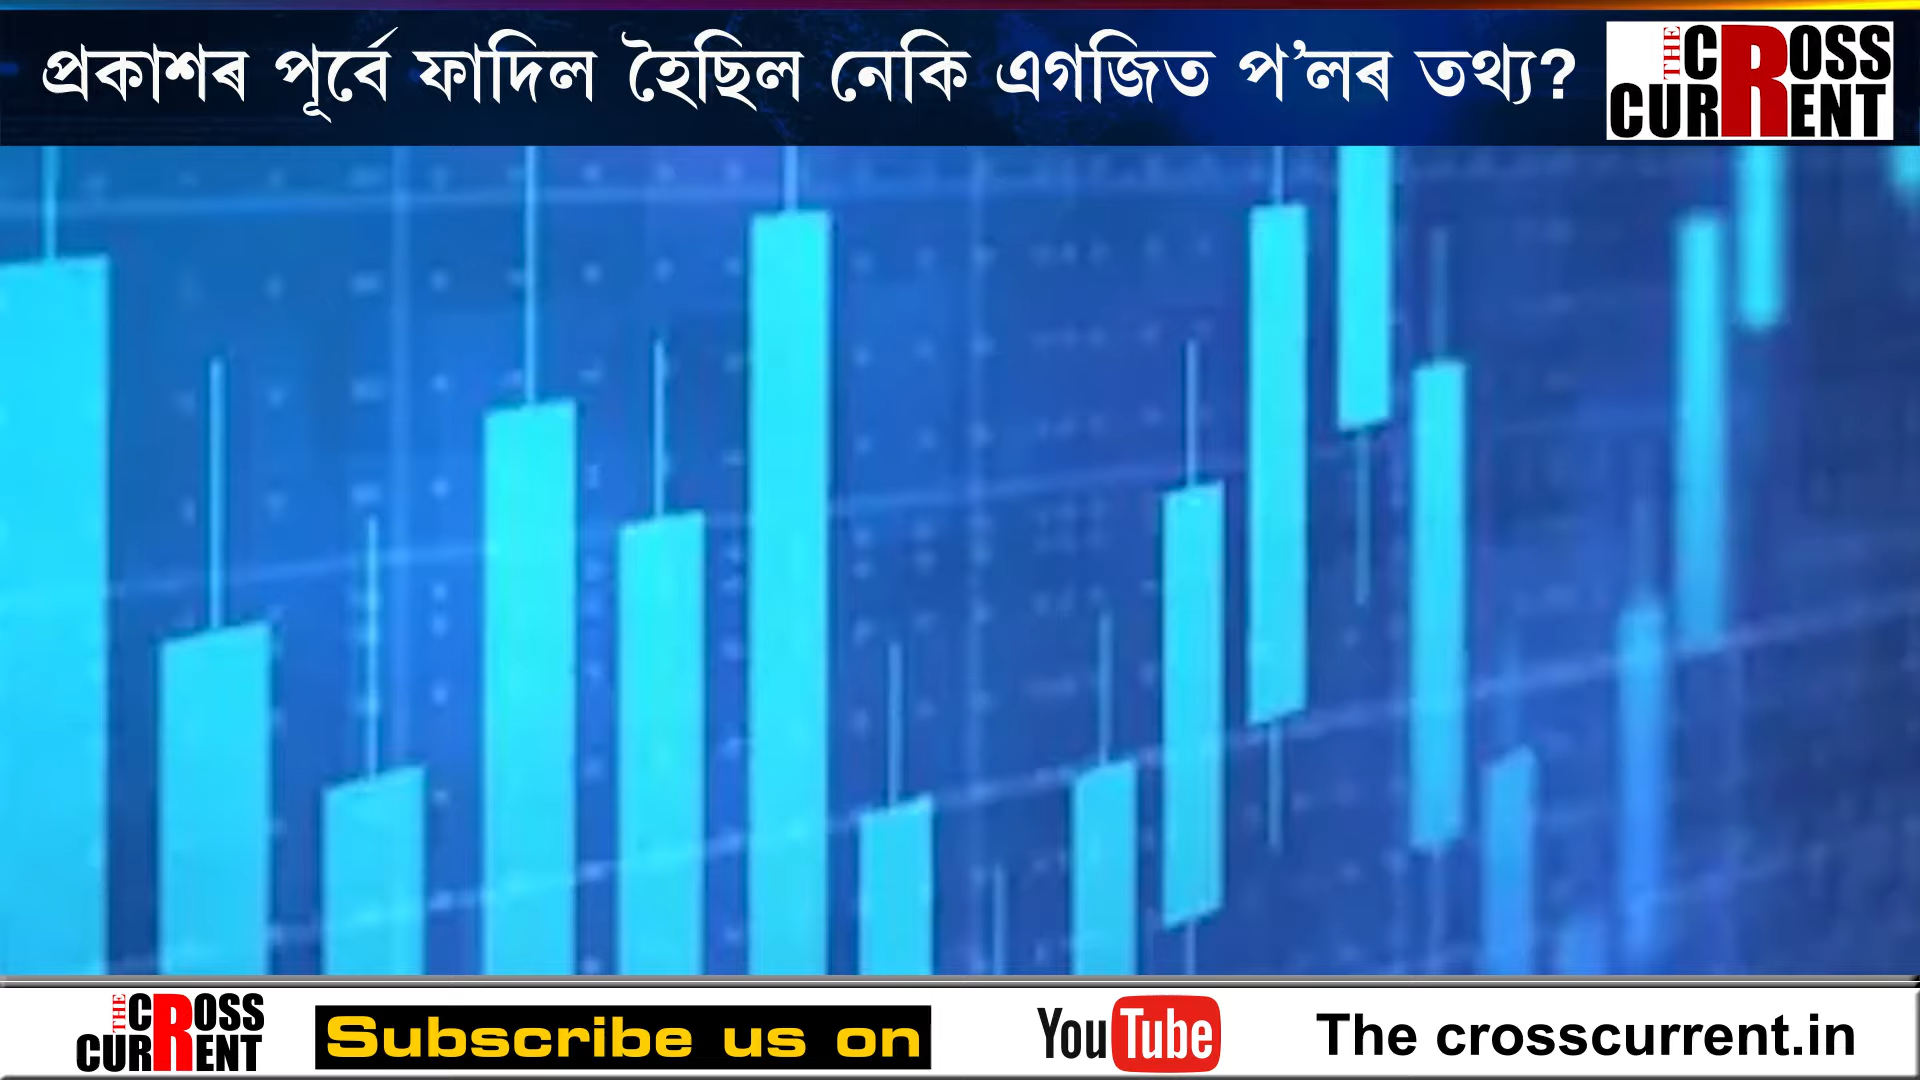 প্ৰকাশৰ পূৰ্বে ফাদিল হৈছিল নেকি এগজিত প’লৰ তথ্য?
THE CROSS
CURRENT
THE CROSS
CURRENT
Subscribe us on
YouTube
The crosscurrent.in